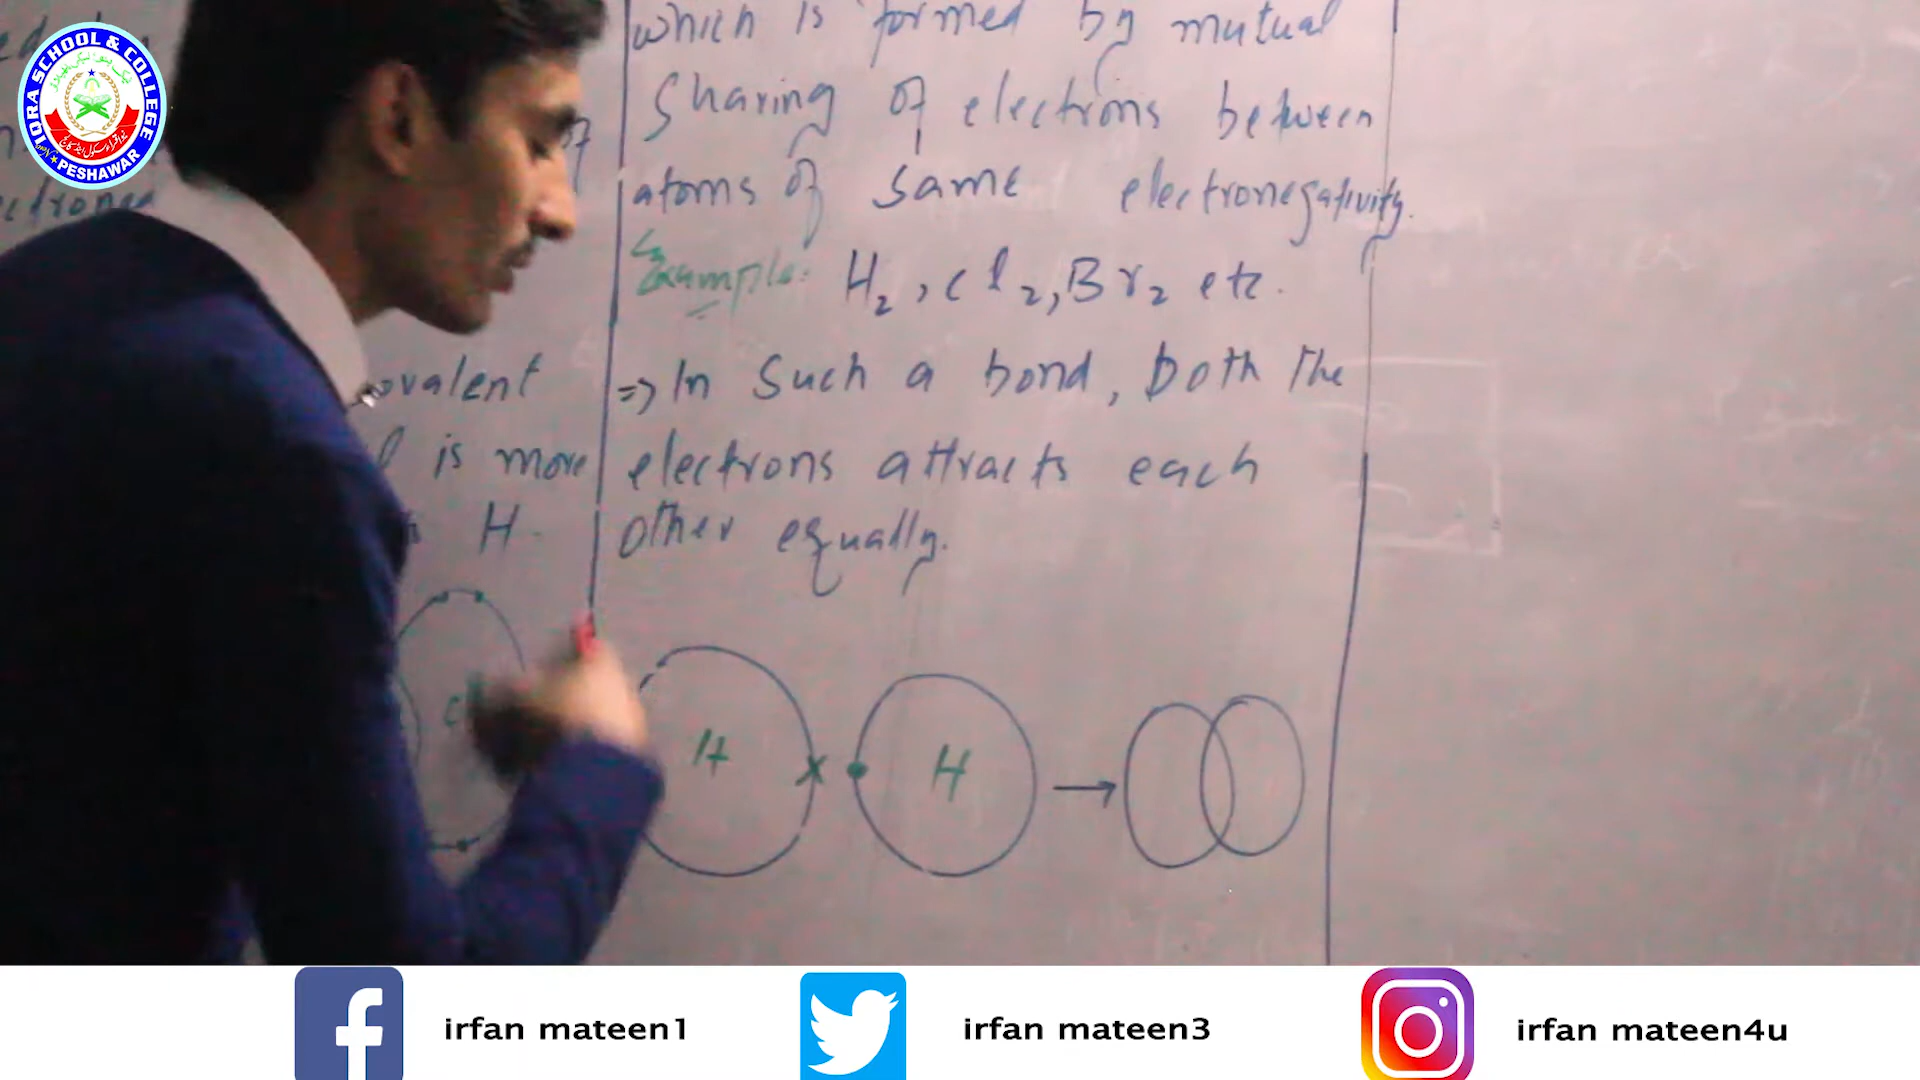 IQRA SCHOOL & COLLEGE
PESHAWAR
which is formed by mutual
Sharing of electrons between
atoms of same electronegativity.
Example: H2, Cl2, Br2 etc.
=> In Such a bond, both the
electrons attracts each
other equally.
of
is more
H
H H
irfan mateen1
irfan mateen3
irfan mateen4u